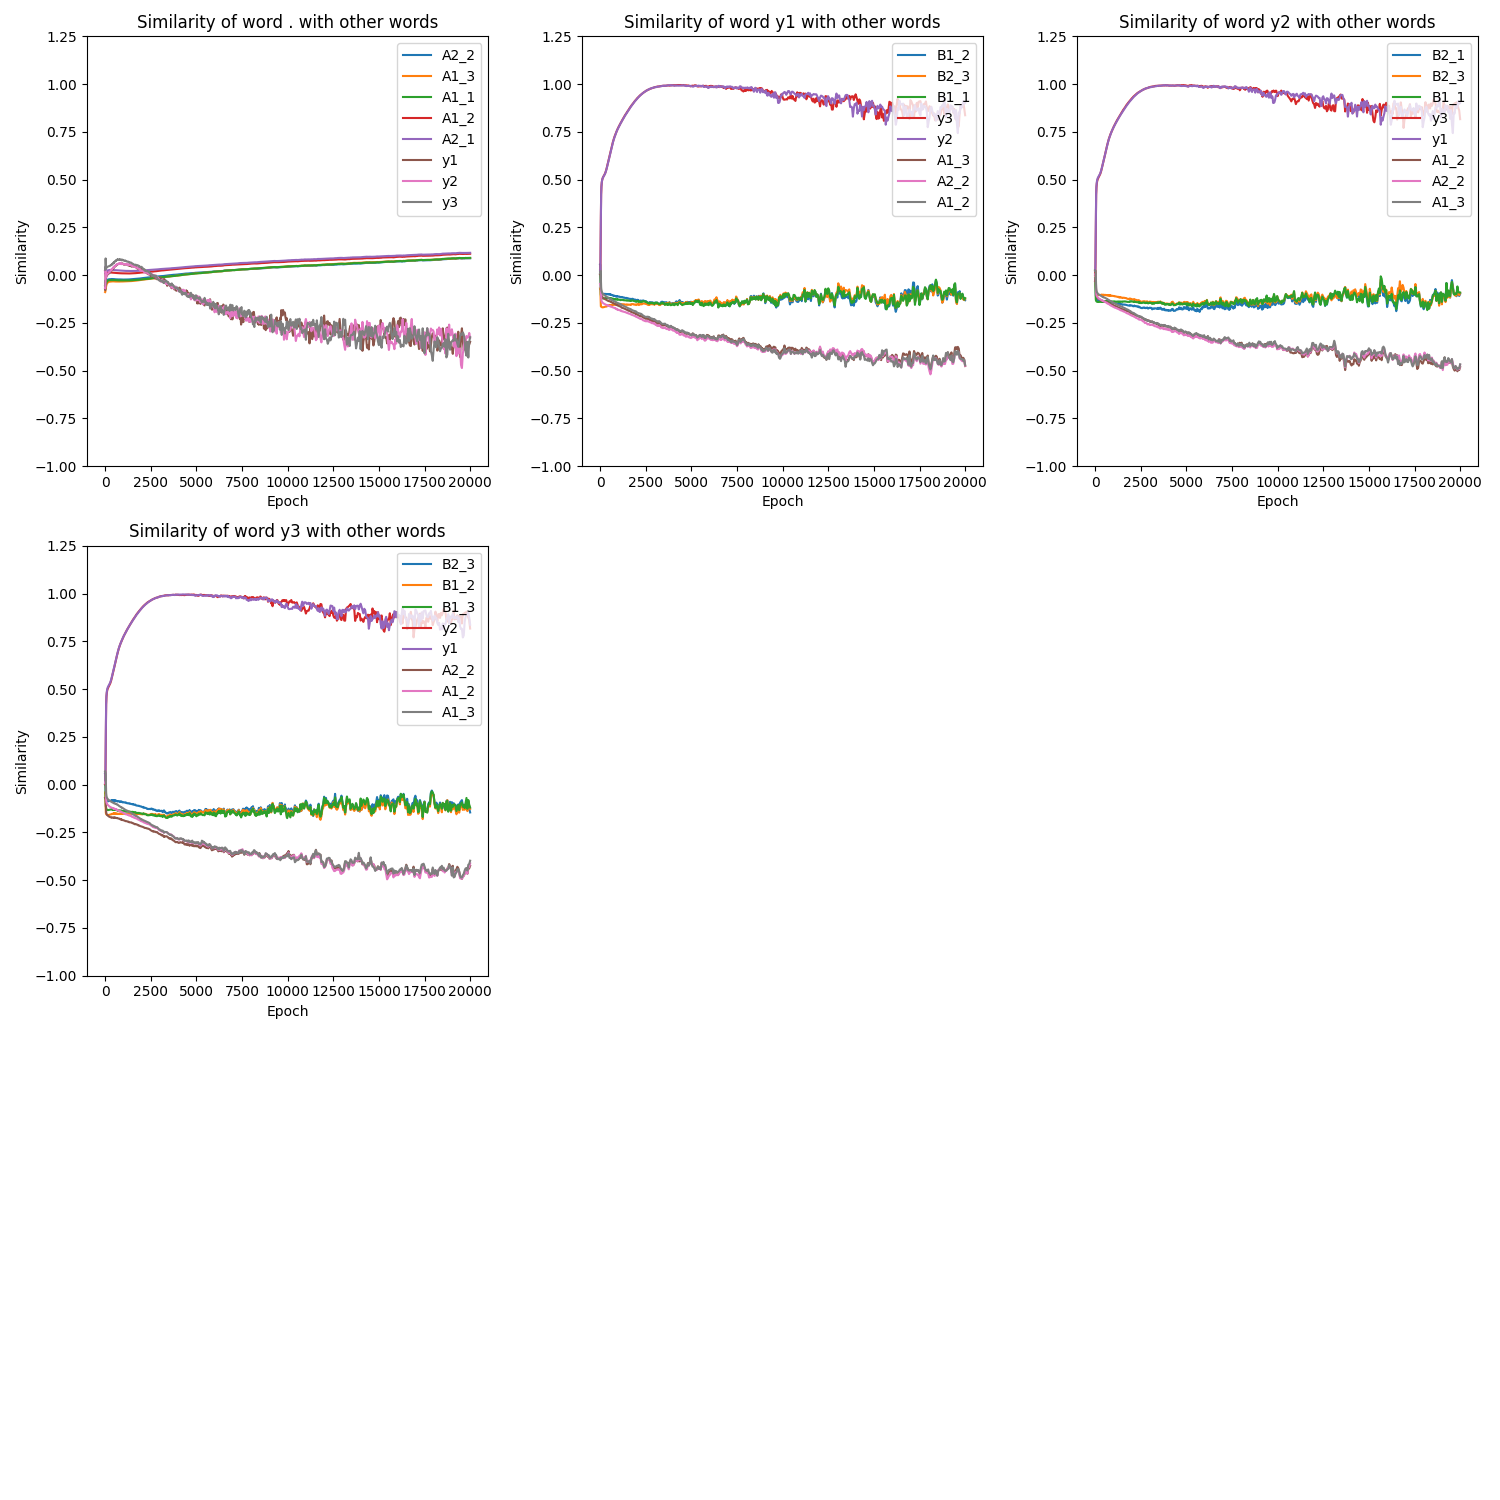 Similarity of word . with other words
1.25
1.00
0.75
0.50
0.25
0.00
−0.25
−0.50
−0.75
−1.00
Similarity
0 2500 5000 7500 10000 12500 15000 17500 20000
Epoch
A2_2
A1_3
A1_1
A1_2
A2_1
y1
y2
y3
Similarity of word y1 with other words
1.25
1.00
0.75
0.50
0.25
0.00
−0.25
−0.50
−0.75
−1.00
Similarity
0 2500 5000 7500 10000 12500 15000 17500 20000
Epoch
B1_2
B2_3
B1_1
y3
y2
A1_3
A2_2
A1_2
Similarity of word y2 with other words
1.25
1.00
0.75
0.50
0.25
0.00
−0.25
−0.50
−0.75
−1.00
Similarity
0 2500 5000 7500 10000 12500 15000 17500 20000
Epoch
B2_1
B2_3
B1_1
y3
y1
A1_2
A2_2
A1_3
Similarity of word y3 with other words
1.25
1.00
0.75
0.50
0.25
0.00
−0.25
−0.50
−0.75
−1.00
Similarity
0 2500 5000 7500 10000 12500 15000 17500 20000
Epoch
B2_3
B1_2
B1_3
y2
y1
A2_2
A1_2
A1_3